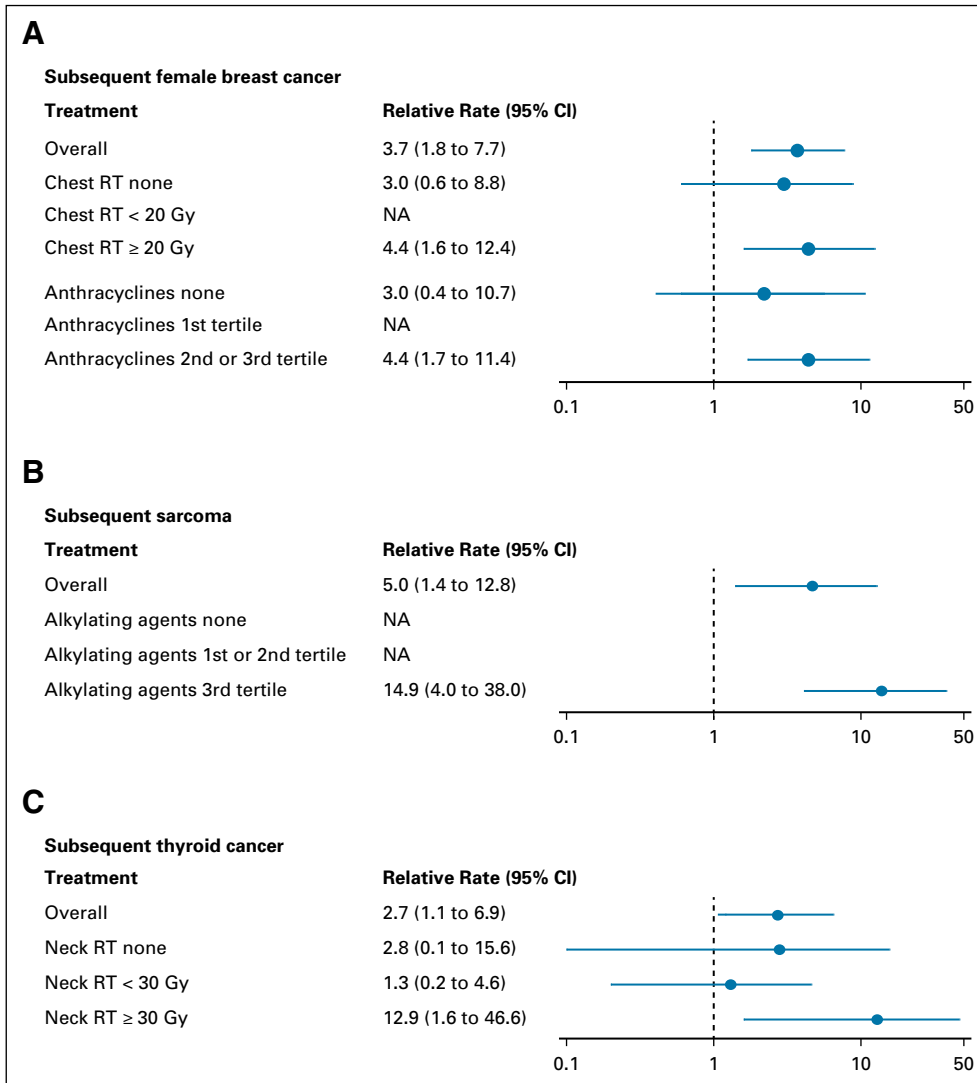 A
Subsequent female breast cancer
Treatment Relative Rate (95% CI)
Overall 3.7 (1.8 to 7.7)
Chest RT none 3.0 (0.6 to 8.8)
Chest RT < 20 Gy NA
Chest RT ≥ 20 Gy 4.4 (1.6 to 12.4)
Anthracyclines none 3.0 (0.4 to 10.7)
Anthracyclines 1st tertile NA
Anthracyclines 2nd or 3rd tertile 4.4 (1.7 to 11.4)
0.1 1 10 50
B
Subsequent sarcoma
Treatment Relative Rate (95% CI)
Overall 5.0 (1.4 to 12.8)
Alkylating agents none NA
Alkylating agents 1st or 2nd tertile NA
Alkylating agents 3rd tertile 14.9 (4.0 to 38.0)
0.1 1 10 50
C
Subsequent thyroid cancer
Treatment Relative Rate (95% CI)
Overall 2.7 (1.1 to 6.9)
Neck RT none 2.8 (0.1 to 15.6)
Neck RT < 30 Gy 1.3 (0.2 to 4.6)
Neck RT ≥ 30 Gy 12.9 (1.6 to 46.6)
0.1 1 10 50